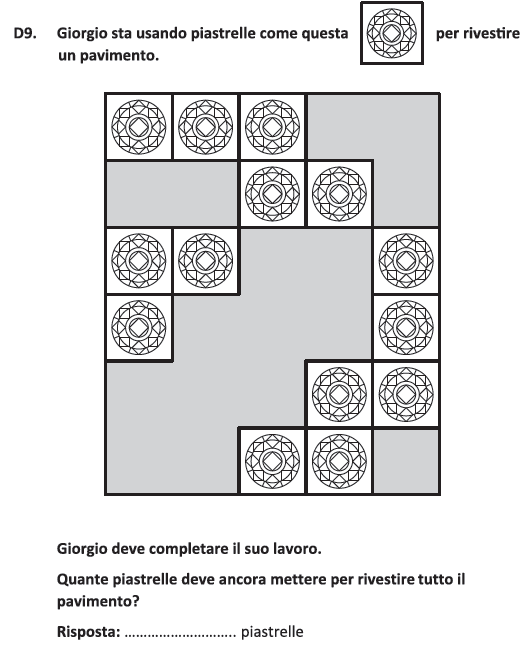 D9. Giorgio sta usando piastrelle come questa per rivestire
un pavimento.
Giorgio deve completare il suo lavoro.
Quante piastrelle deve ancora mettere per rivestire tutto il
pavimento?
Risposta: ........................... piastrelle